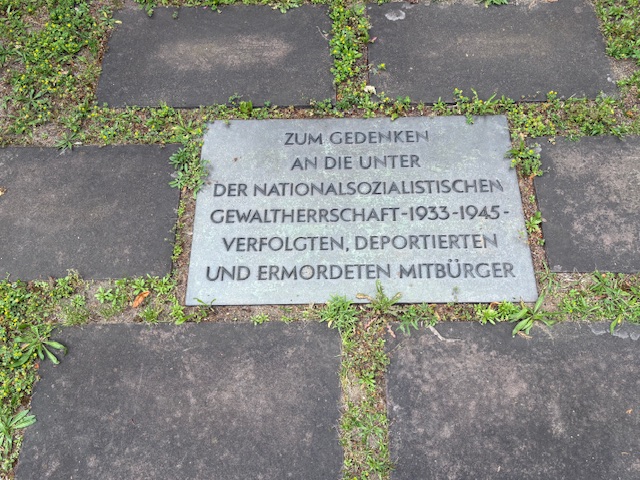 ZUM GEDENKEN
AN DIE UNTER
DER NATIONALSOZIALISTISCHEN
GEWALTHERRSCHAFT-1933-1945-
VERFOLGTEN, DEPORTIERTEN
UND ERMORDETEN MITBÜRGER